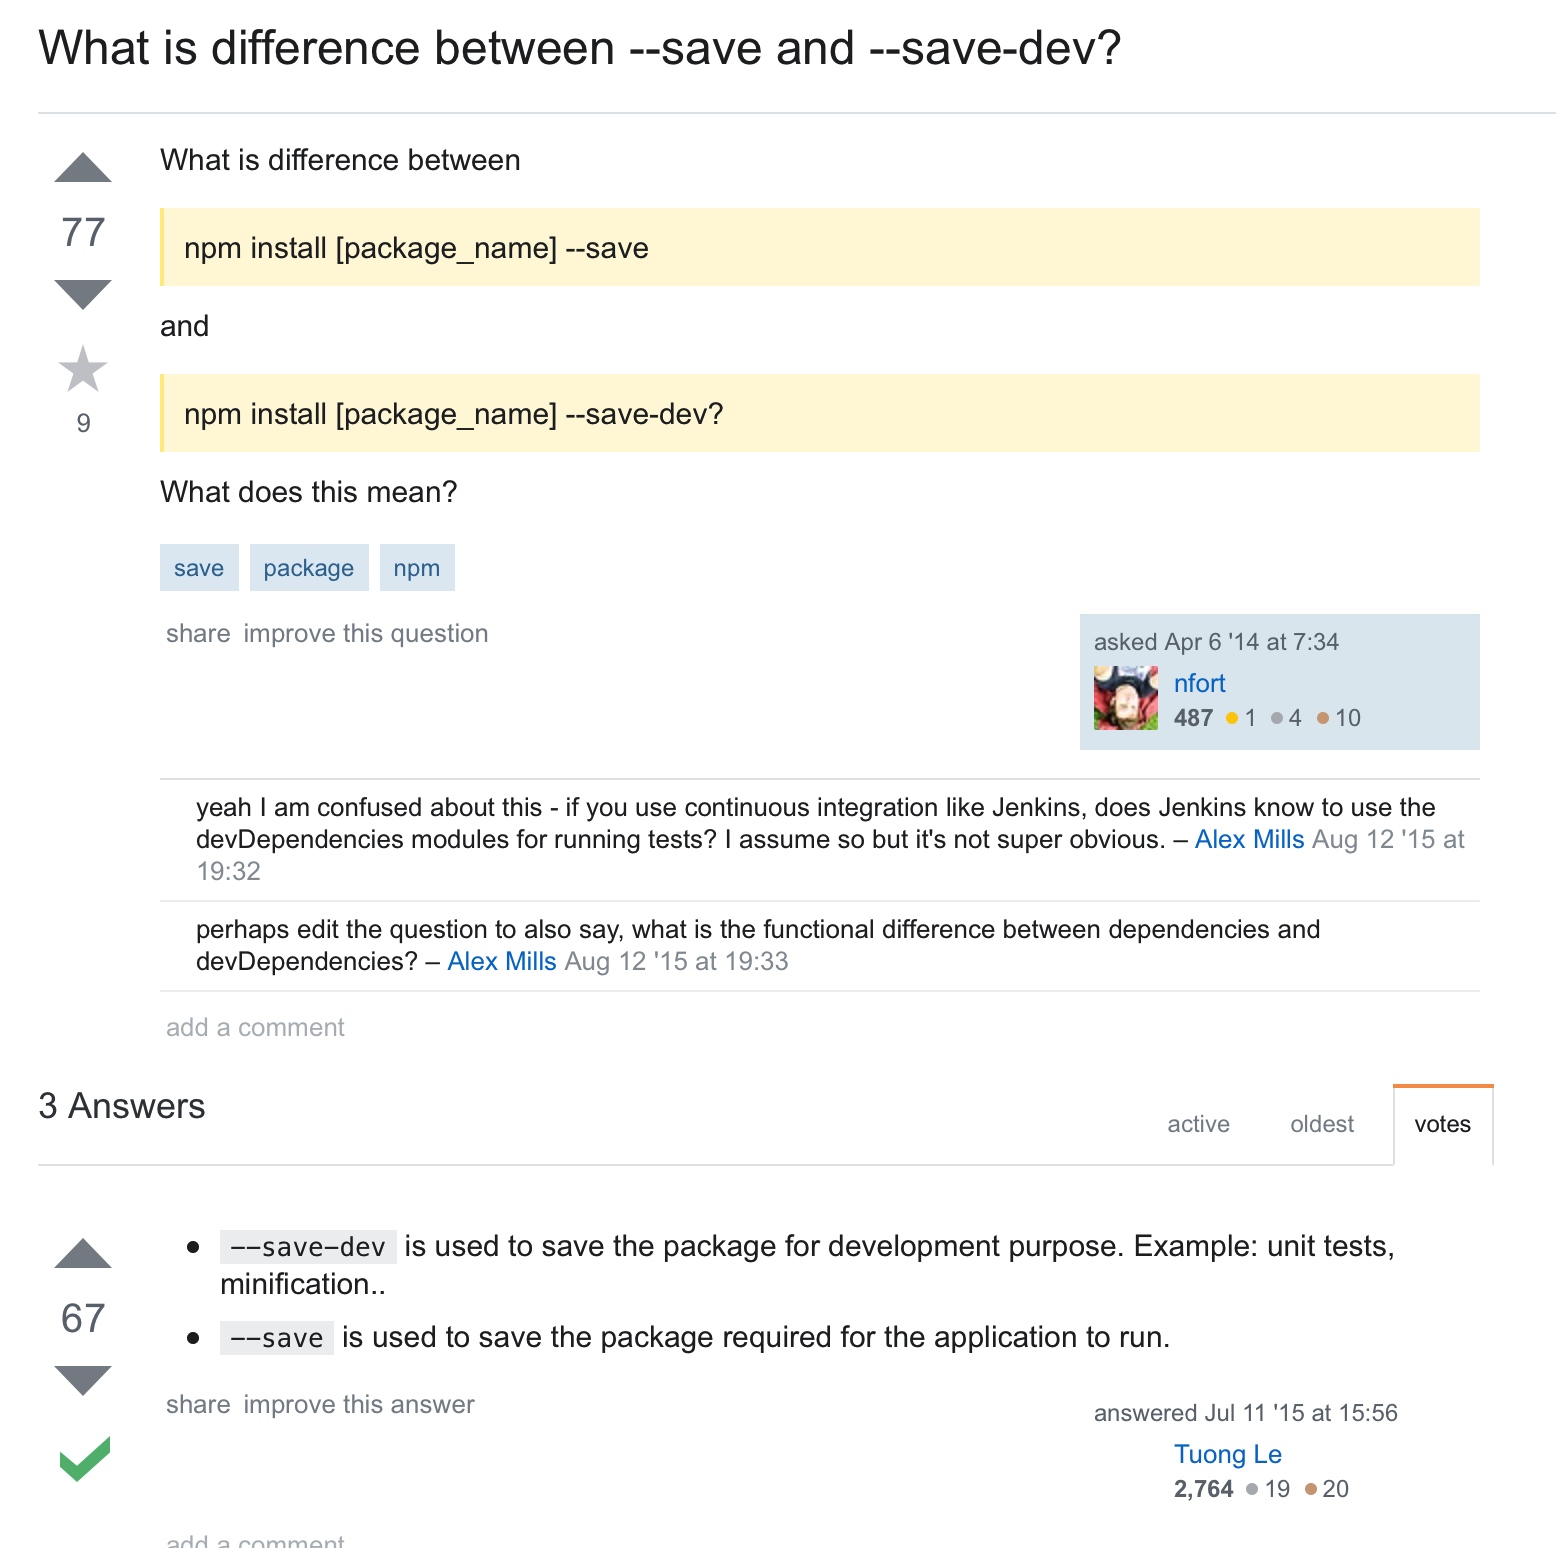 What is difference between --save and --save-dev?
What is difference between
77
npm install [package_name] --save
and
9
npm install [package_name] --save-dev?
What does this mean?
save package npm
share improve this question
asked Apr 6 '14 at 7:34
nfort
487 1 4 10
yeah I am confused about this - if you use continuous integration like Jenkins, does Jenkins know to use the
devDependencies modules for running tests? I assume so but it's not super obvious. – Alex Mills Aug 12 '15 at
19:32
perhaps edit the question to also say, what is the functional difference between dependencies and
devDependencies? – Alex Mills Aug 12 '15 at 19:33
add a comment
3 Answers
active oldest votes
--save-dev is used to save the package for development purpose. Example: unit tests,
minification..
67
--save is used to save the package required for the application to run.
share improve this answer
answered Jul 11 '15 at 15:56
Tuong Le
2,764 19 20
add a comment